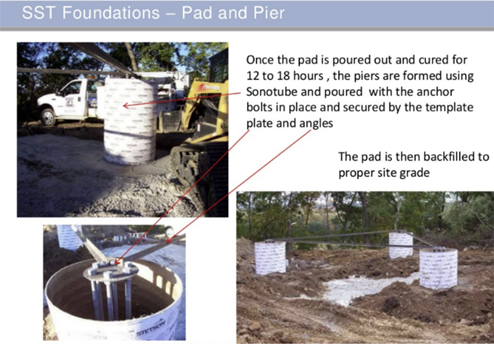 SST Foundations – Pad and Pier
Once the pad is poured out and cured for
12 to 18 hours , the piers are formed using
Sonotube and poured with the anchor
bolts in place and secured by the template
plate and angles
The pad is then backfilled to
proper site grade
STETSON